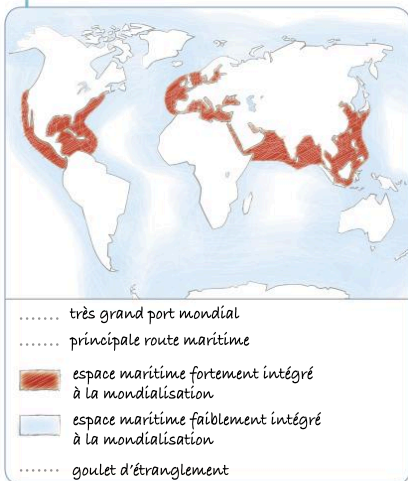 ....... très grand port mondial
....... principale route maritime
espace maritime fortement intégré
à la mondialisation
espace maritime faiblement intégré
à la mondialisation
....... goulet d'étranglement